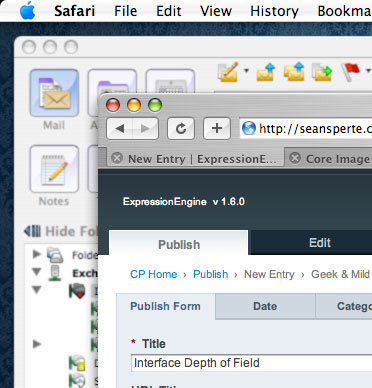 Safari File Edit View History Bookma
Mail
A
Notes
Hide Fol
Folde
Exch
http://seansperte.c
New Entry | ExpressionE... Core Image
ExpressionEngine v 1.6.0
Publish Edit
CP Home › Publish › New Entry › Geek & Mild
Publish Form Date Catego
* Title
Interface Depth of Field